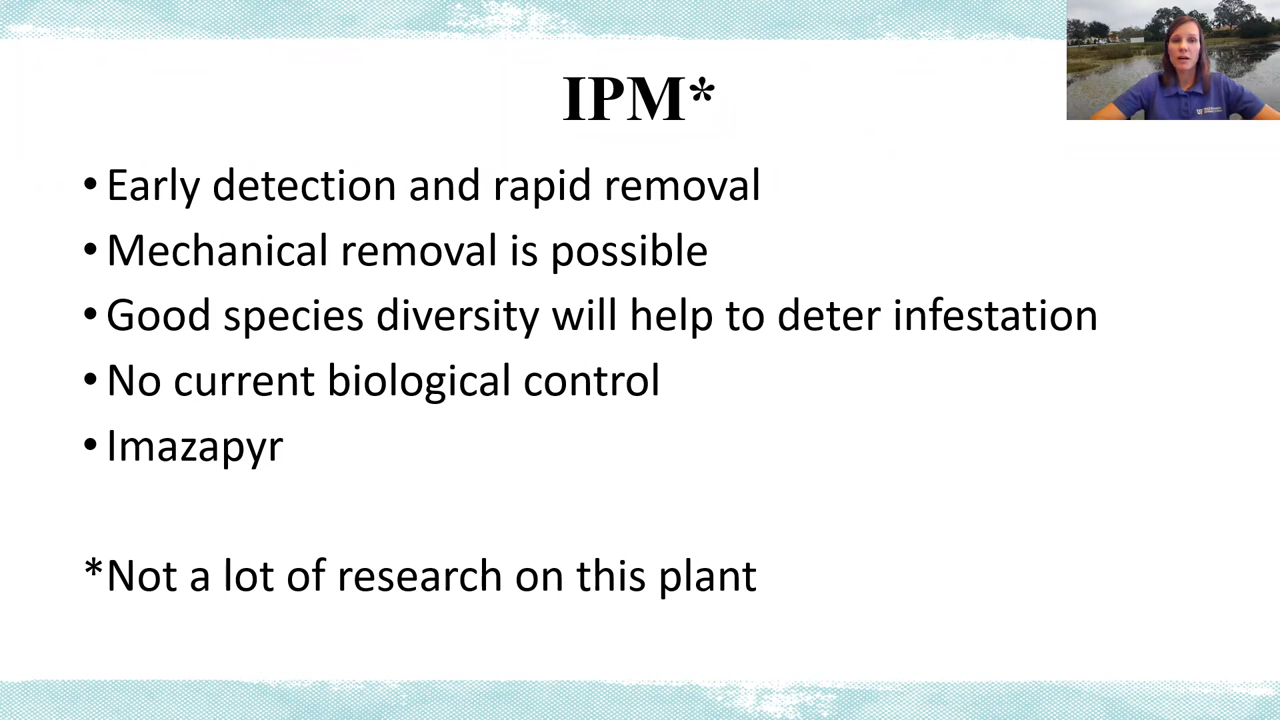 IPM*
• Early detection and rapid removal
• Mechanical removal is possible
• Good species diversity will help to deter infestation
• No current biological control
• Imazapyr
*Not a lot of research on this plant